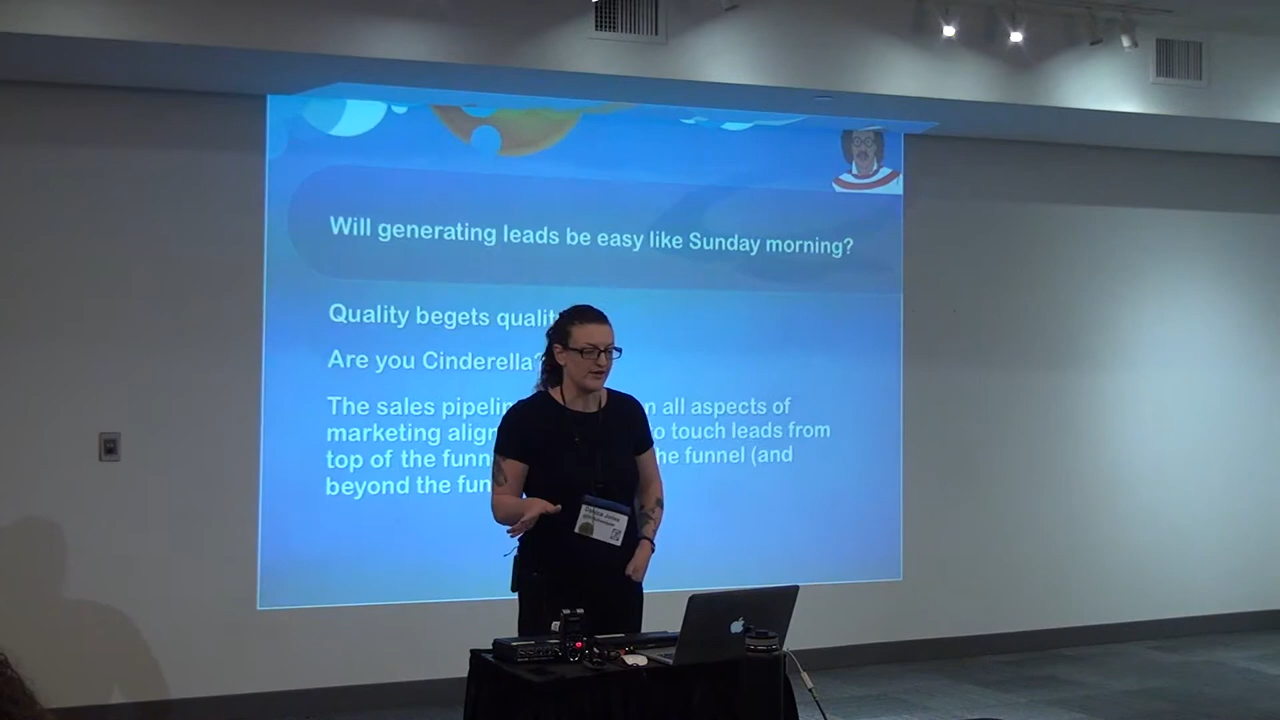 Will generating leads be easy like Sunday morning?
Quality begets qualit
Are you Cinderella?
The sales pipelin n all aspects of
marketing align o touch leads from
top of the funn he funnel (and
beyond the fun
Jones